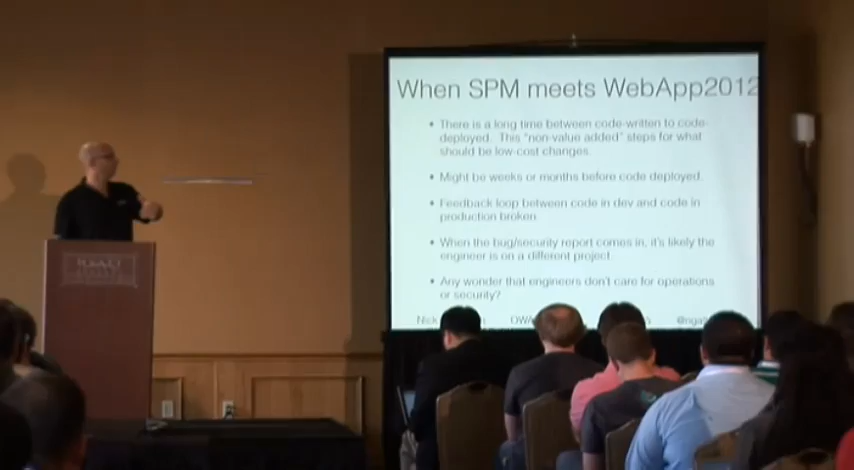 When SPM meets WebApp2012
• There is a long time between code-written to code-
deployed. This "non-value added" steps for what
should be low-cost changes.
• Might be weeks or months before code deployed.
• Feedback loop between code in dev and code in
production broken
• When the bug/security report comes in, it's likely the
engineer is on a different project.
• Any wonder that engineers don't care for operations
or security?
Nick
HYATT